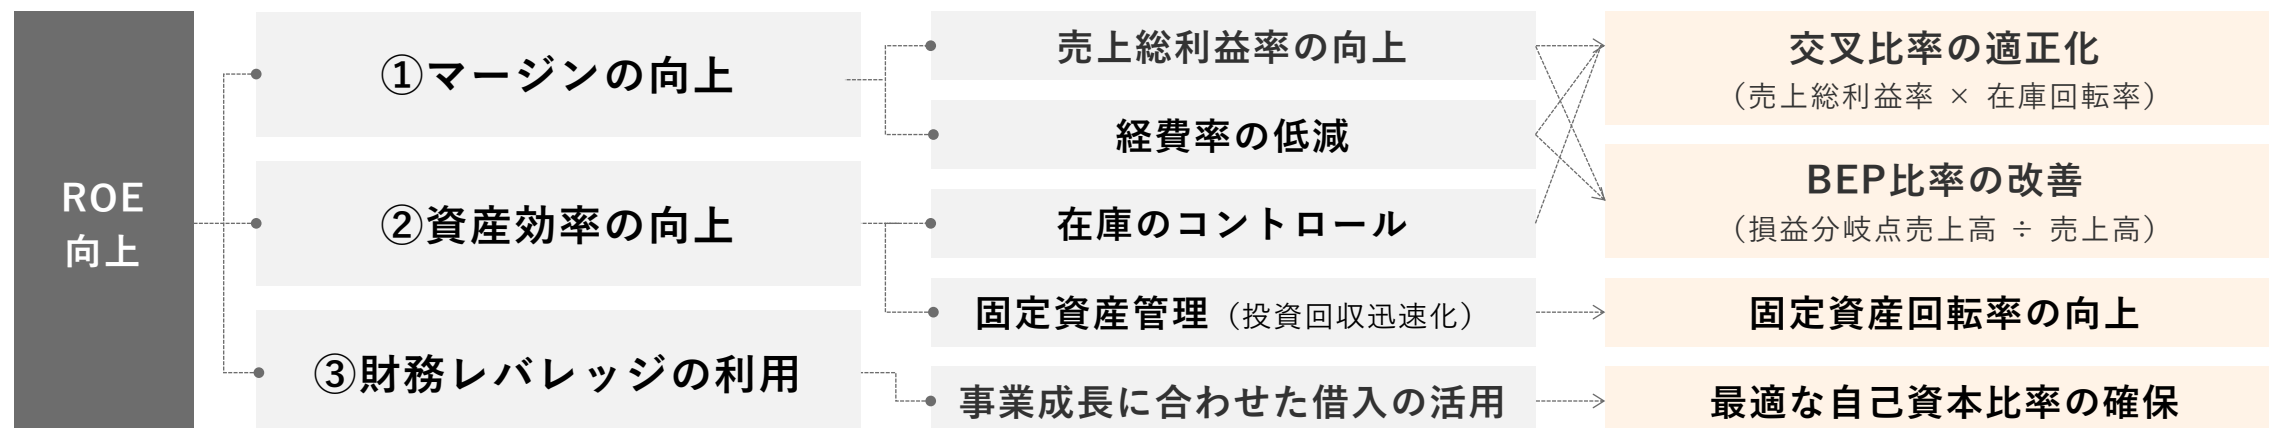 ROE
向上
①マージンの向上
②資産効率の向上
③財務レバレッジの利用
売上総利益率の向上
経費率の低減
在庫のコントロール
固定資産管理（投資回収迅速化）
事業成長に合わせた借入の活用
交叉比率の適正化
（売上総利益率 × 在庫回転率）
BEP比率の改善
（損益分岐点売上高 ÷ 売上高）
固定資産回転率の向上
最適な自己資本比率の確保